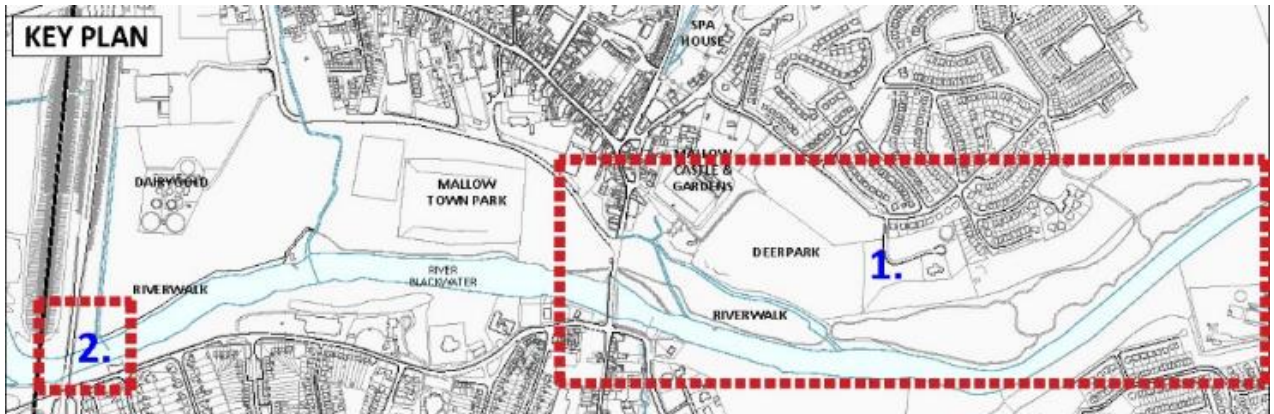 KEY PLAN
SPA
HOUSE
MALLOW
CASTLE &
GARDENS
DAIRYGOLD
MALLOW
TOWN PARK
DEERPARK
1.
RIVER
BLACKWATER
RIVERWALK
RIVERWALK
2.